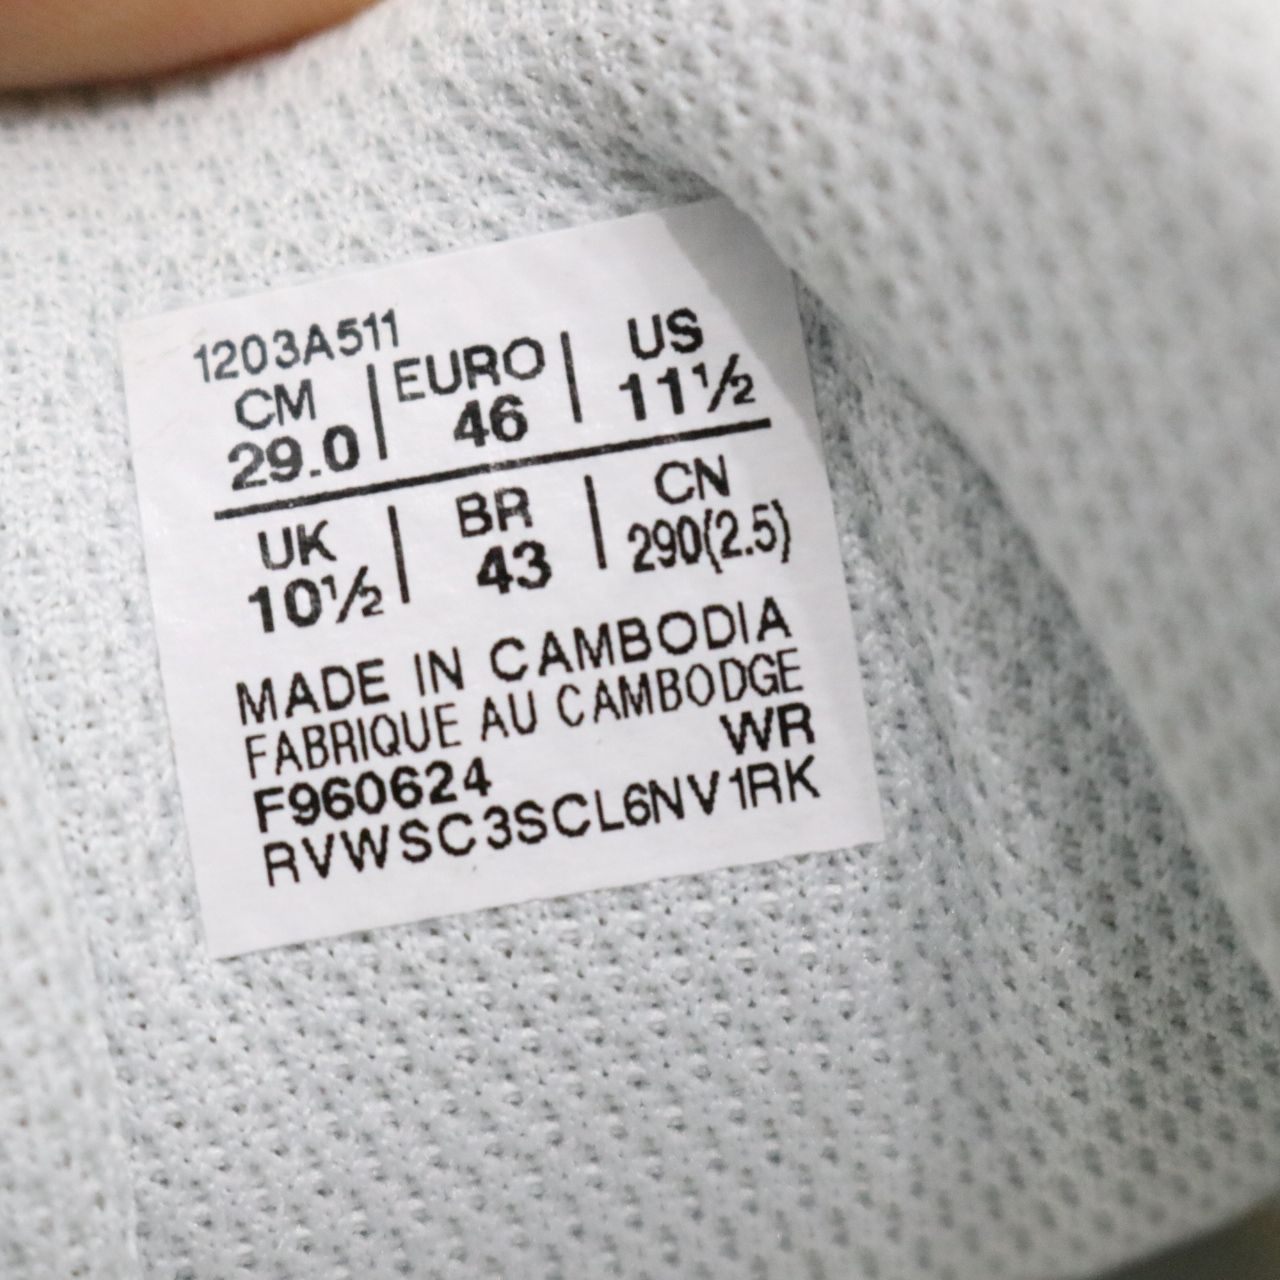 1203A511
CM | EURO | US
29.0 | 46 | 11½
UK | BR | CN
10½ | 43 | 290(2.5)
MADE IN CAMBODIA
FABRIQUE AU CAMBODGE
WR
F960624
RVWSC3SCL6NV1RK